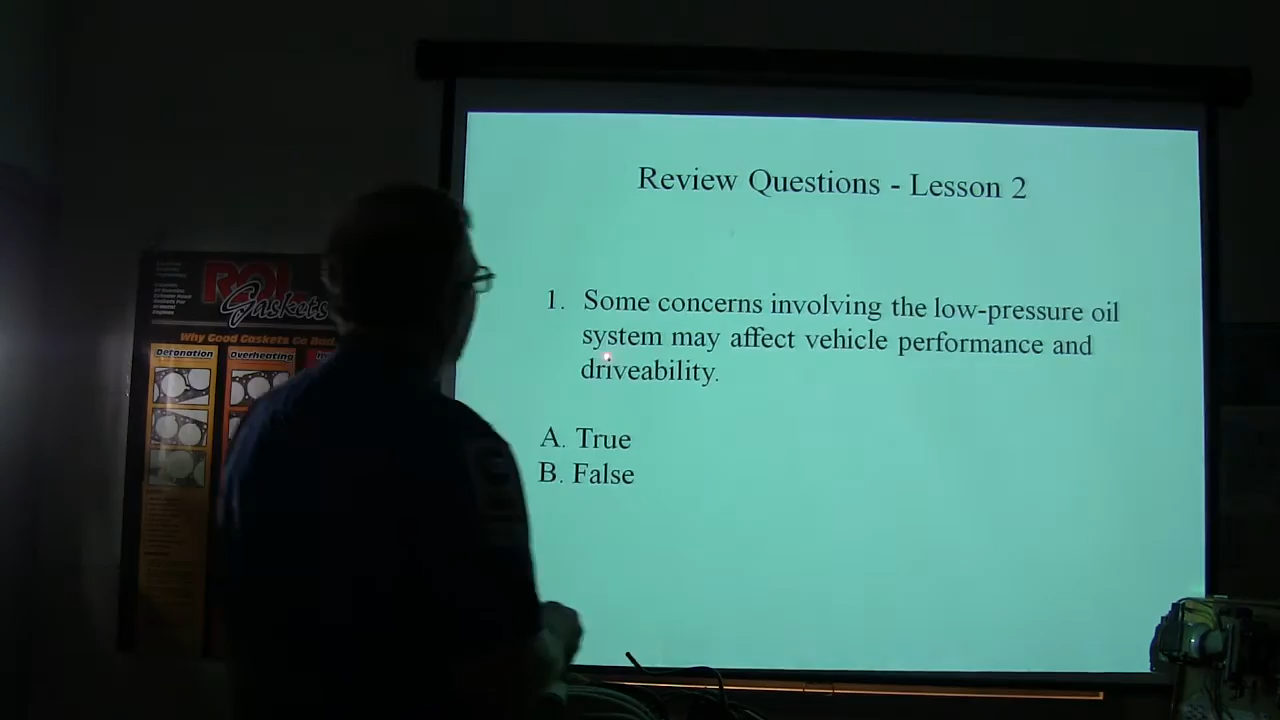 Review Questions - Lesson 2
1. Some concerns involving the low-pressure oil
system may affect vehicle performance and
driveability.
A. True
B. False
ROL
Gaskets
Why Good Gaskets Go Bad
Detonation
Overheating